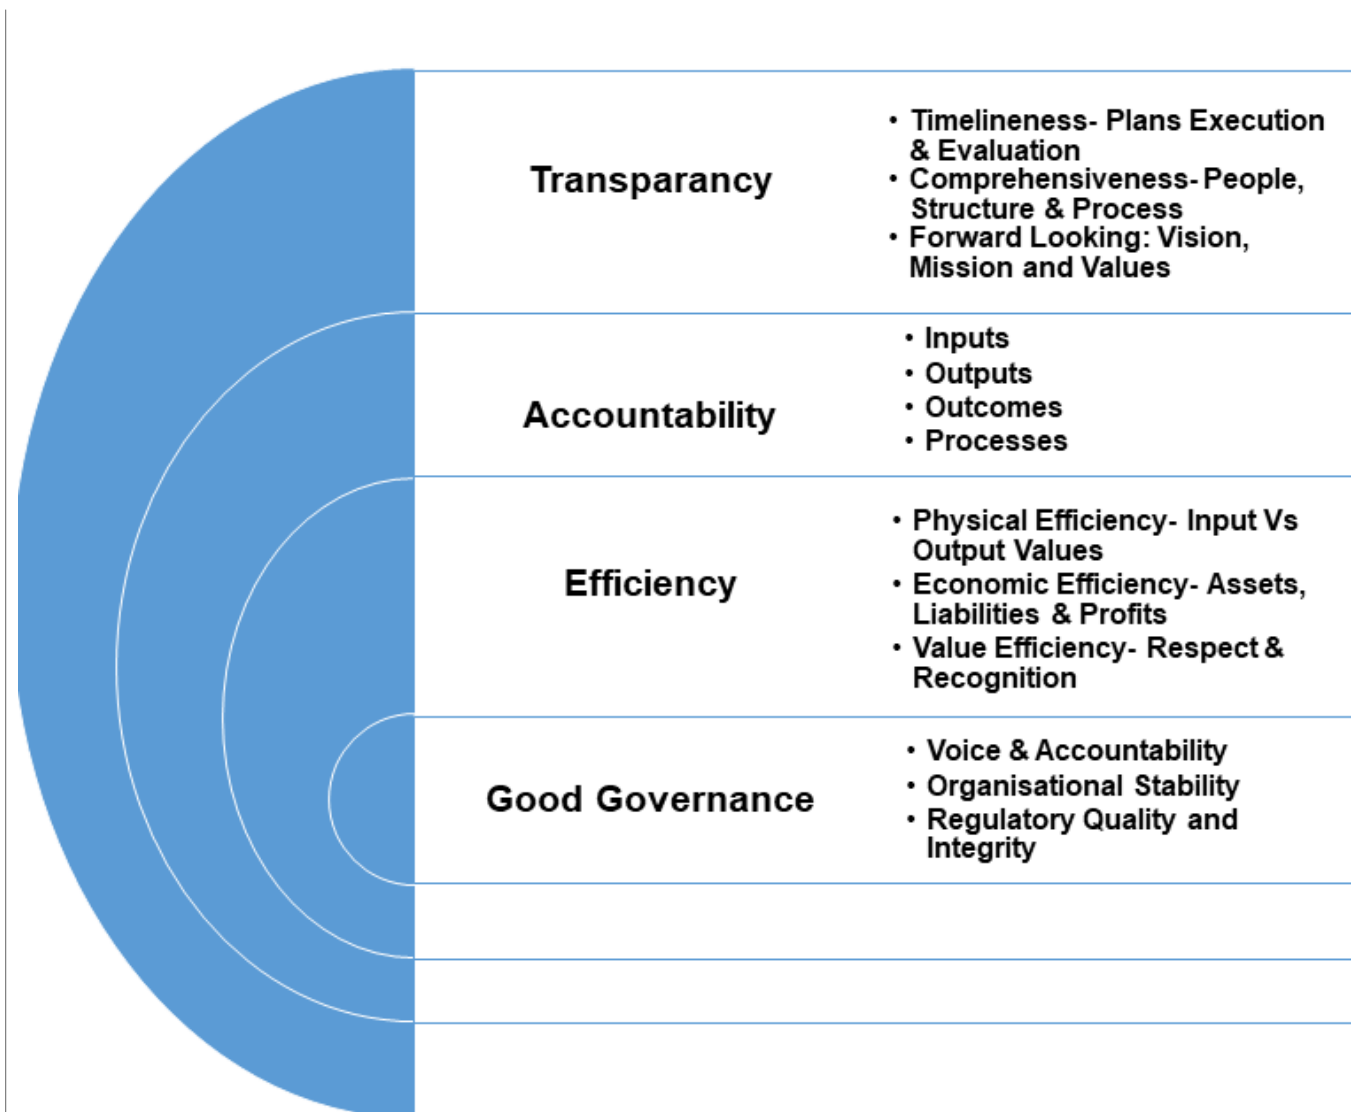 Transparancy
• Timelineness- Plans Execution
& Evaluation
• Comprehensiveness- People,
Structure & Process
• Forward Looking: Vision,
Mission and Values
Accountability
• Inputs
• Outputs
• Outcomes
• Processes
Efficiency
• Physical Efficiency- Input Vs
Output Values
• Economic Efficiency- Assets,
Liabilities & Profits
• Value Efficiency- Respect &
Recognition
Good Governance
• Voice & Accountability
• Organisational Stability
• Regulatory Quality and
Integrity